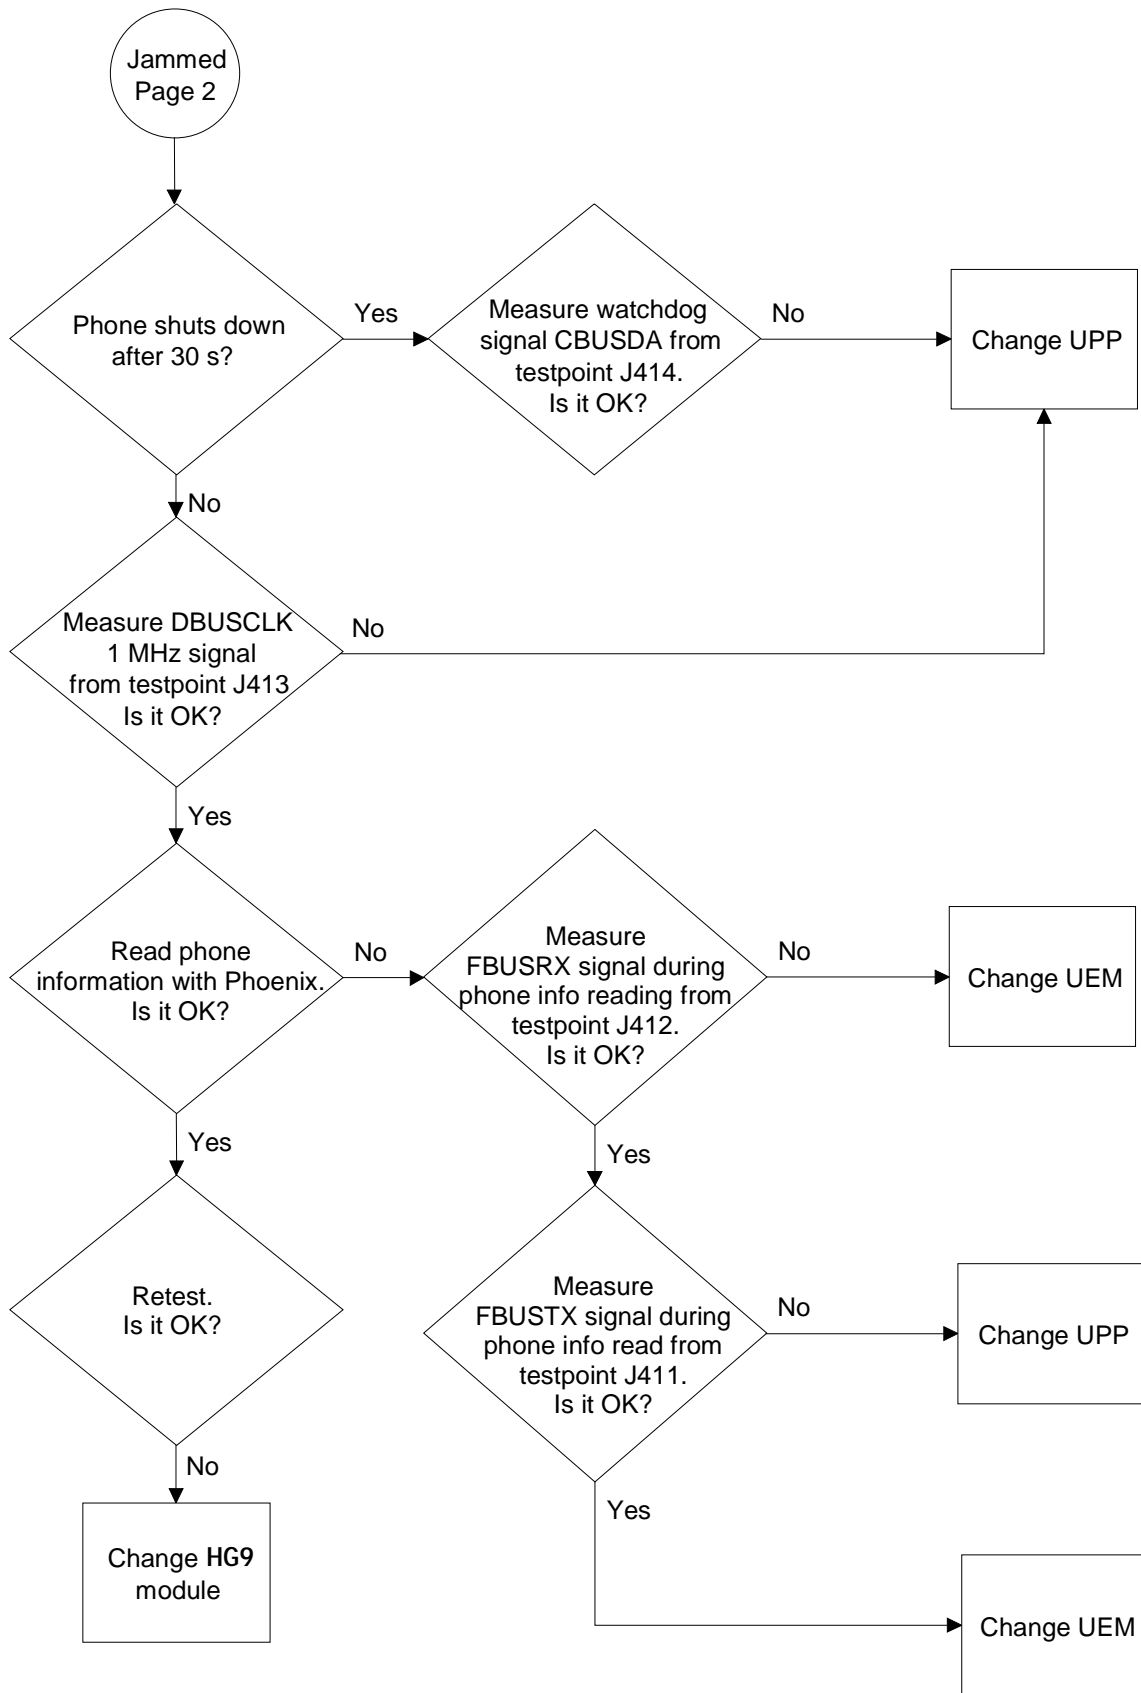 Jammed
Page 2
Phone shuts down
after 30 s?
Yes
Measure watchdog
signal CBUSDA from
testpoint J414.
Is it OK?
No
Change UPP
No
Measure DBUSCLK
1 MHz signal
from testpoint J413
Is it OK?
No
Yes
Read phone
information with Phoenix.
Is it OK?
No
Measure
FBUSRX signal during
phone info reading from
testpoint J412.
Is it OK?
No
Change UEM
Yes
Yes
Retest.
Is it OK?
Measure
FBUSTX signal during
phone info read from
testpoint J411.
Is it OK?
No
Change UPP
No
Change HG9
module
Yes
Change UEM